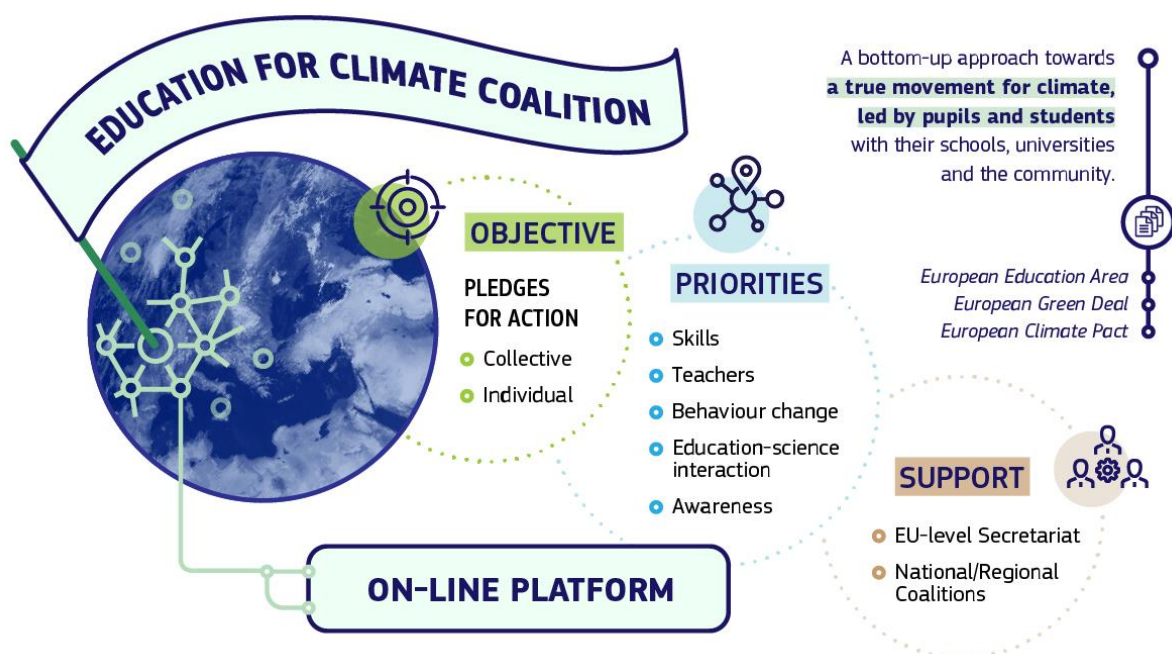 EDUCATION FOR CLIMATE COALITION
A bottom-up approach towards
a true movement for climate,
led by pupils and students
with their schools, universities
and the community.
European Education Area
European Green Deal
European Climate Pact
OBJECTIVE
PLEDGES
FOR ACTION
Collective
Individual
PRIORITIES
Skills
Teachers
Behaviour change
Education-science
interaction
Awareness
SUPPORT
EU-level Secretariat
National/Regional
Coalitions
ON-LINE PLATFORM